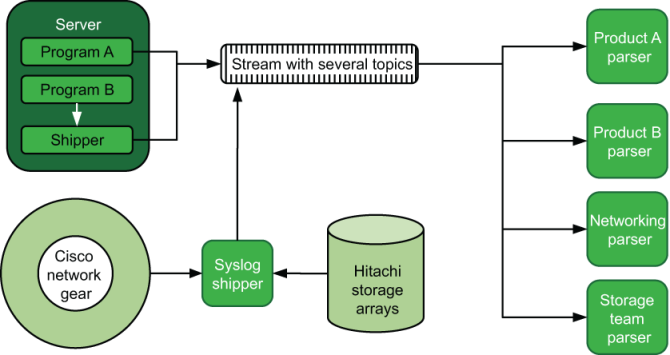 Server
Program A
Program B
Shipper
Stream with several topics
Product A
parser
Product B
parser
Networking
parser
Storage
team
parser
Cisco
network
gear
Syslog
shipper
Hitachi
storage
arrays